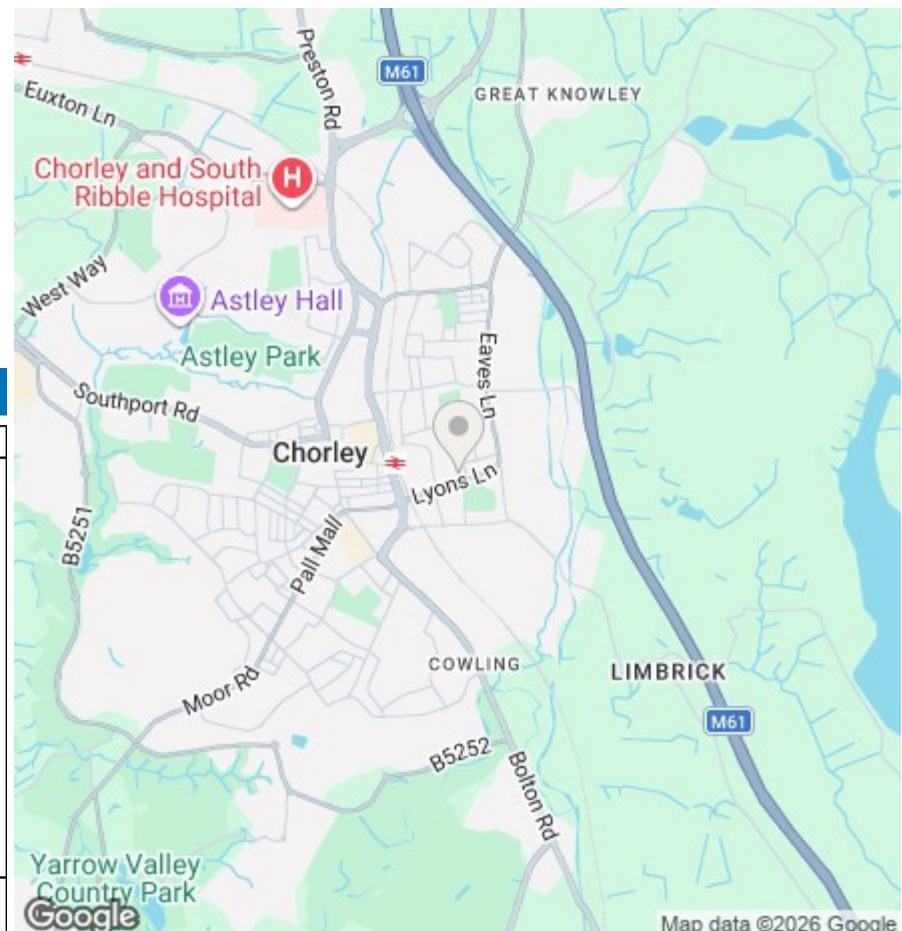 Preston Rd
M61
GREAT KNOWLEY
Euxton Ln
Chorley and South
Ribble Hospital
H
West Way
Astley Hall
Astley Park
Eaves Ln
Southport Rd
Chorley
Lyons Ln
B5251
Pall Mall
COWLING
LIMBRICK
Moor Rd
M61
B5252
Bolton Rd
Yarrow Valley
Country Park
Google
Map data ©2026 Google